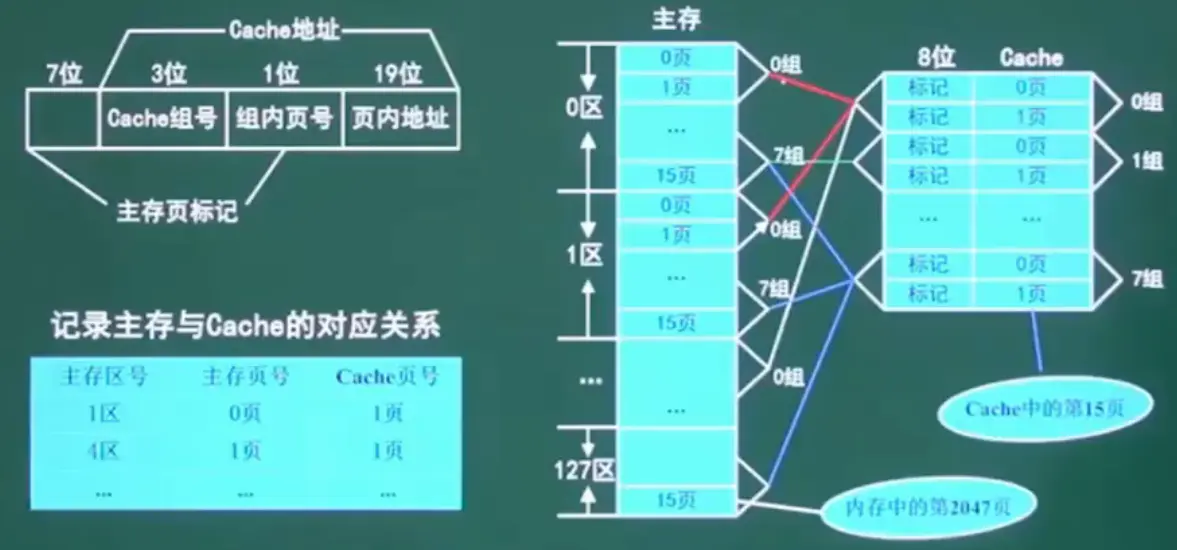 Cache地址
7位 3位 1位 19位
Cache组号 组内页号 页内地址
主存页标记
记录主存与Cache的对应关系
主存区号 主存页号 Cache页号
1区 0页 1页
4区 1页 1页
... ... ...
主存
0区
0页
1页
...
15页
1区
0页
1页
...
15页
...
...
127区
15页
0组
7组
0组
7组
0组
8位 Cache
标记 0页
标记 1页
0组
标记 0页
标记 1页
1组
... ...
标记 0页
标记 1页
7组
Cache中的第15页
内存中的第2047页